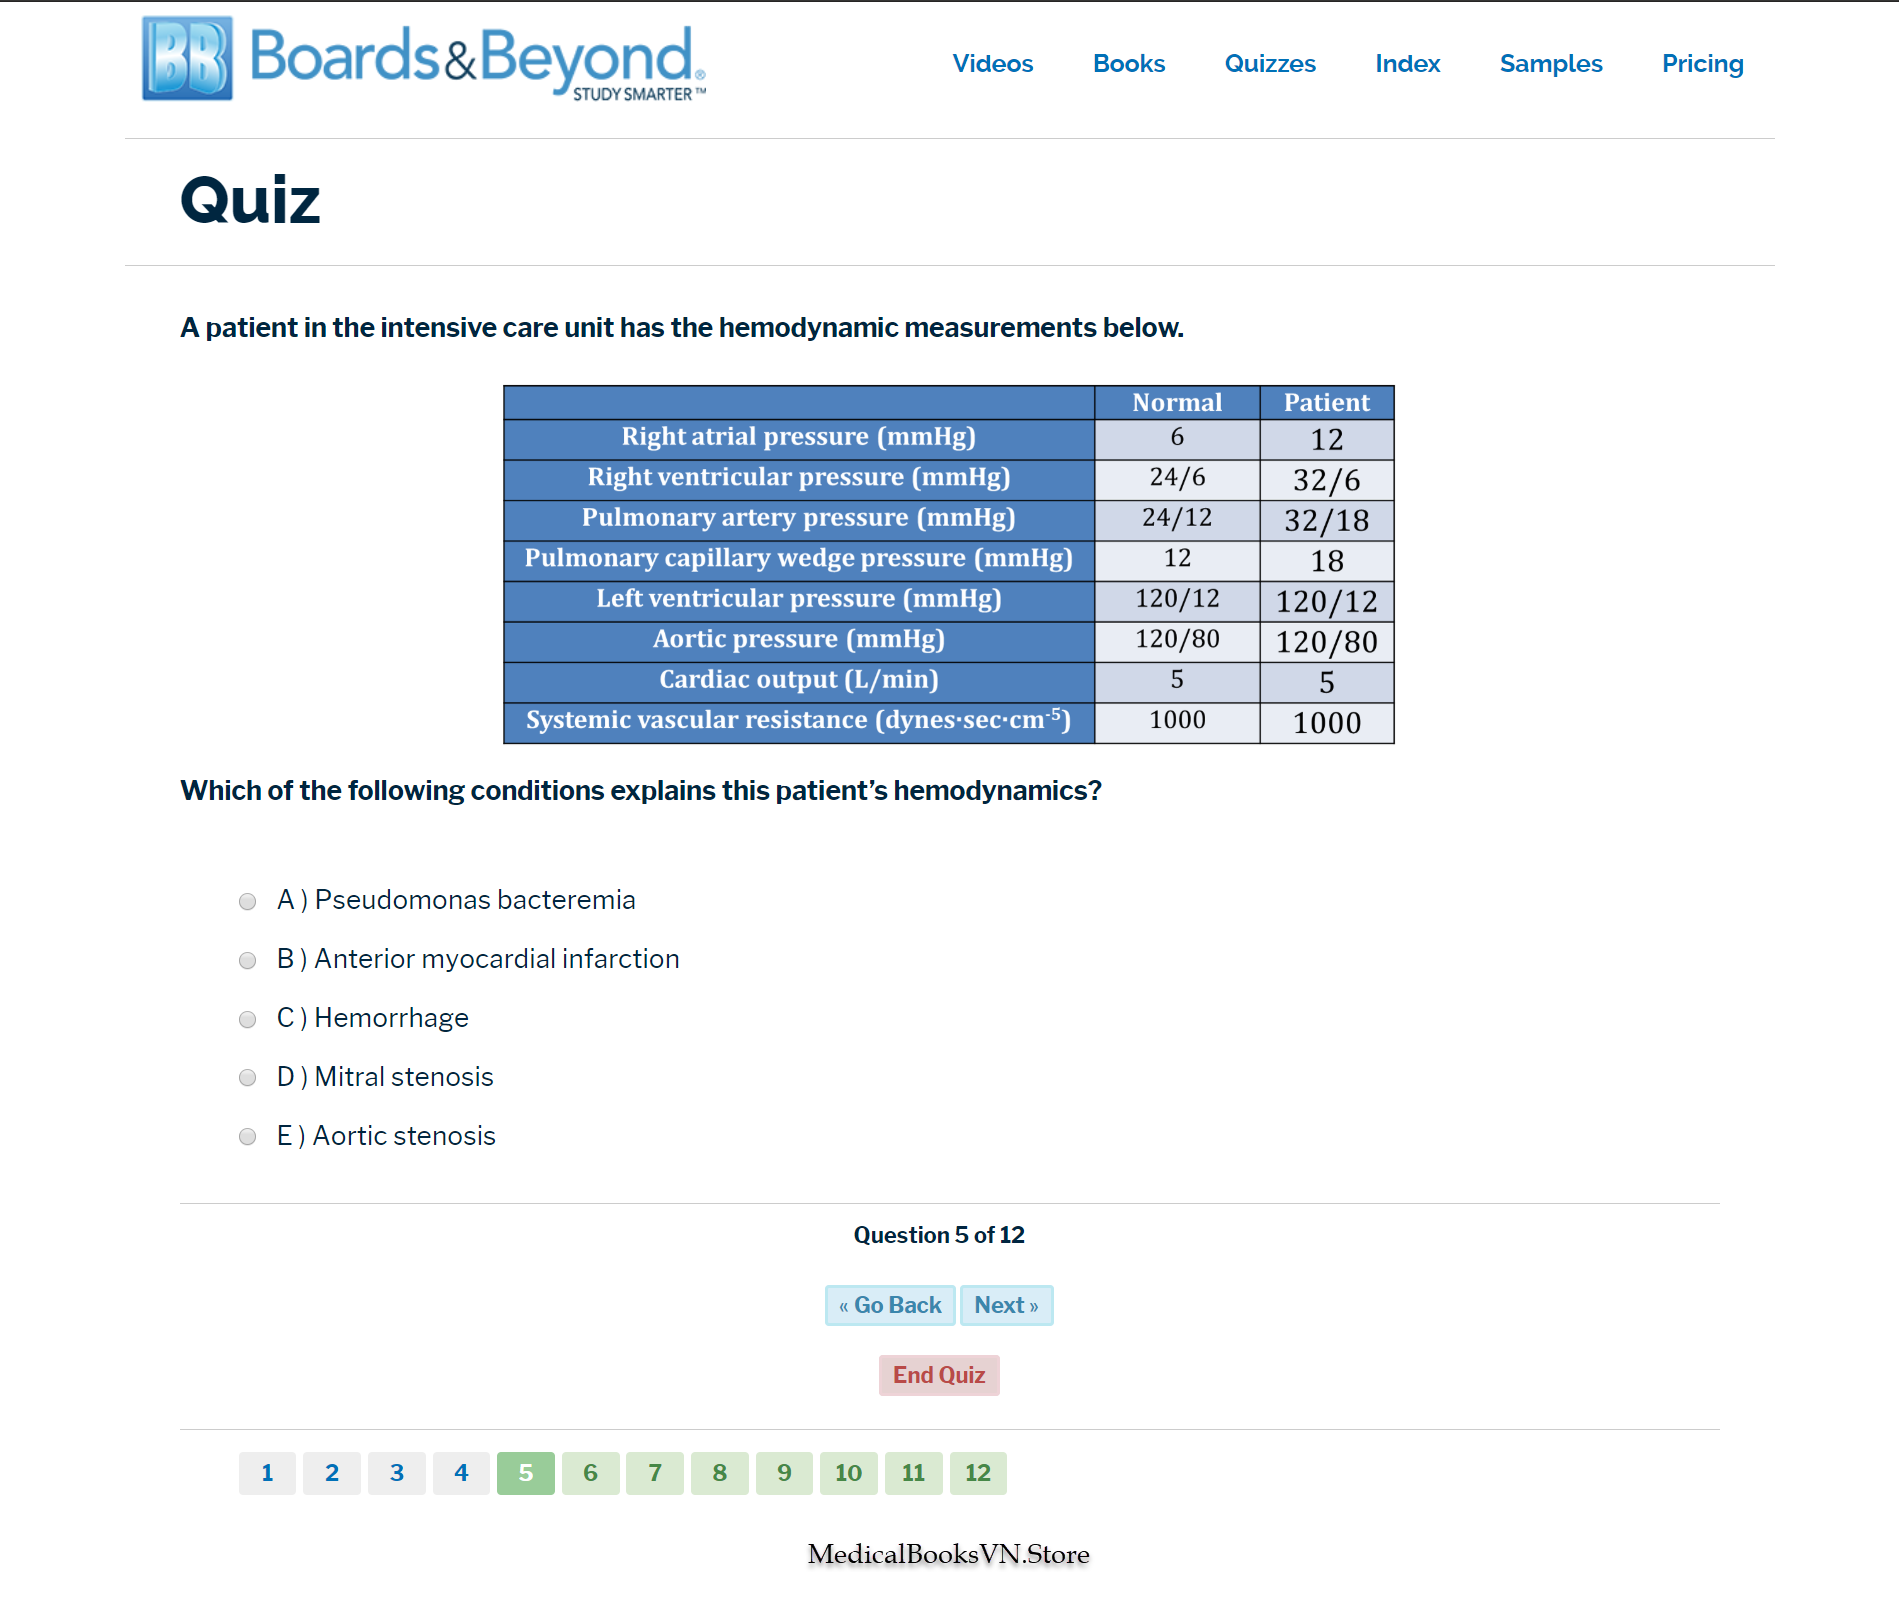 BB Boards&Beyond®
STUDY SMARTER™
Videos Books Quizzes Index Samples Pricing
Quiz
A patient in the intensive care unit has the hemodynamic measurements below.
Normal Patient
Right atrial pressure (mmHg) 6 12
Right ventricular pressure (mmHg) 24/6 32/6
Pulmonary artery pressure (mmHg) 24/12 32/18
Pulmonary capillary wedge pressure (mmHg) 12 18
Left ventricular pressure (mmHg) 120/12 120/12
Aortic pressure (mmHg) 120/80 120/80
Cardiac output (L/min) 5 5
Systemic vascular resistance (dynes·sec·cm⁻⁵) 1000 1000
Which of the following conditions explains this patient’s hemodynamics?
A ) Pseudomonas bacteremia
B ) Anterior myocardial infarction
C ) Hemorrhage
D ) Mitral stenosis
E ) Aortic stenosis
Question 5 of 12
« Go Back Next »
End Quiz
1 2 3 4 5 6 7 8 9 10 11 12
MedicalBooksVN.Store